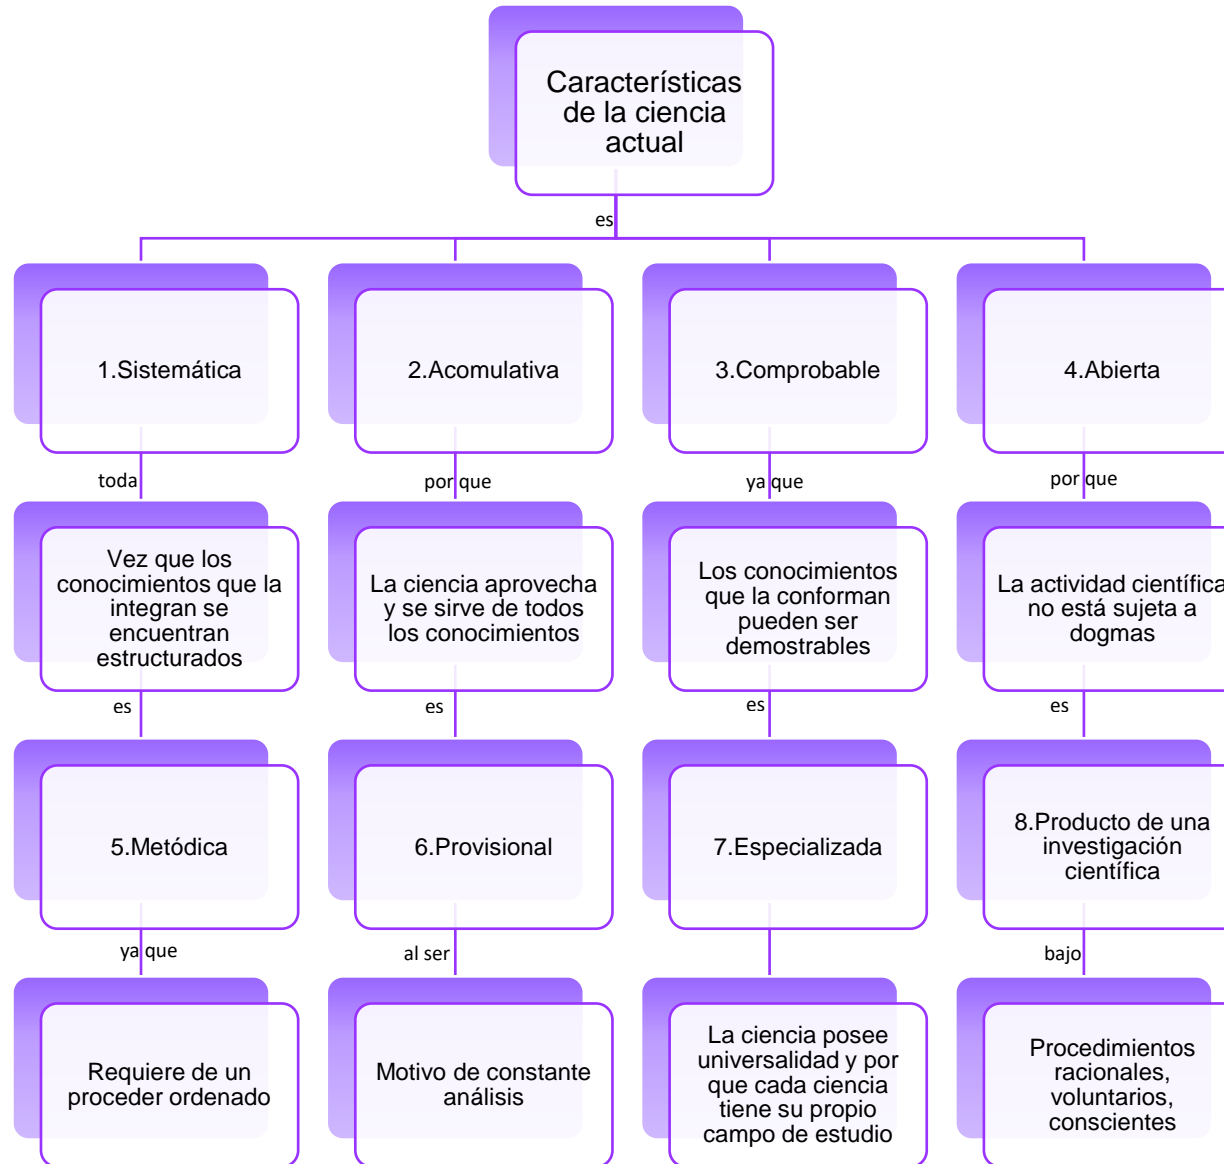 Características
de la ciencia
actual
es
1.Sistemática
2.Acomulativa
3.Comprobable
4.Abierta
toda
por que
ya que
por que
Vez que los
conocimientos que la
integran se
encuentran
estructurados
La ciencia aprovecha
y se sirve de todos
los conocimientos
Los conocimientos
que la conforman
pueden ser
demostrables
La actividad científica
no está sujeta a
dogmas
es
es
es
es
5.Metódica
6.Provisional
7.Especializada
8.Producto de una
investigación
científica
ya que
al ser
bajo
Requiere de un
proceder ordenado
Motivo de constante
análisis
La ciencia posee
universalidad y por
que cada ciencia
tiene su propio
campo de estudio
Procedimientos
racionales,
voluntarios,
conscientes